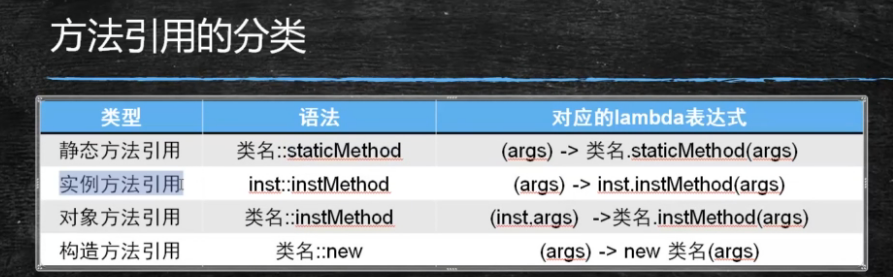 方法引用的分类
类型 语法 对应的lambda表达式
静态方法引用 类名::staticMethod (args) -> 类名.staticMethod(args)
实例方法引用 inst::instMethod (args) -> inst.instMethod(args)
对象方法引用 类名::instMethod (inst,args) ->类名.instMethod(args)
构造方法引用 类名::new (args) -> new 类名(args)